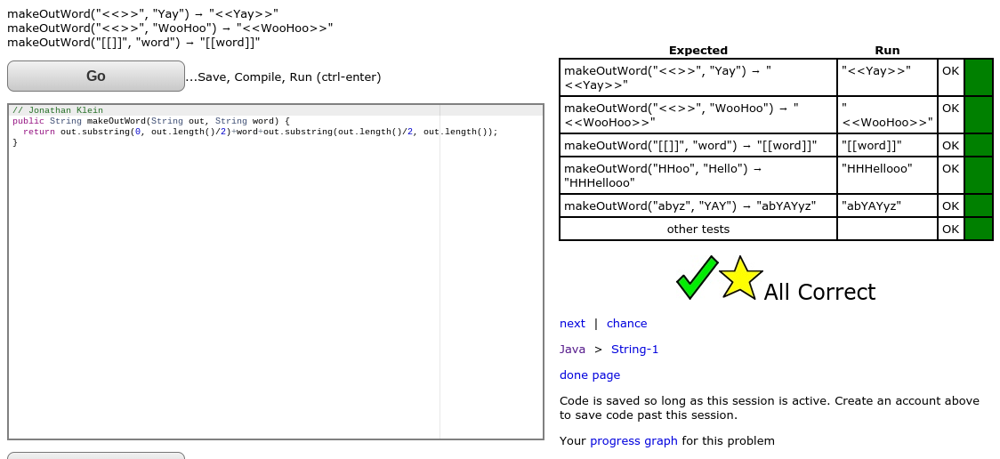 makeOutWord("<<>>", "Yay") → "<<Yay>>"
makeOutWord("<<>>", "WooHoo") → "<<WooHoo>>"
makeOutWord("[[]]", "word") → "[[word]]"
Go
...Save, Compile, Run (ctrl-enter)
// Jonathan Klein
public String makeOutWord(String out, String word) {
  return out.substring(0, out.length()/2)+word+out.substring(out.length()/2, out.length());
}
Expected Run
makeOutWord("<<>>", "Yay") → "
<<Yay>>"
"<<Yay>>"
OK
makeOutWord("<<>>", "WooHoo") → "
<<WooHoo>>"
"
<<WooHoo>>"
OK
makeOutWord("[[]]", "word") → "[[word]]"
"[[word]]"
OK
makeOutWord("HHoo", "Hello") →
"HHHellooo"
"HHHellooo"
OK
makeOutWord("abyz", "YAY") → "abYAYyz"
"abYAYyz"
OK
other tests
OK
All Correct
next | chance
Java > String-1
done page
Code is saved so long as this session is active. Create an account above
to save code past this session.
Your progress graph for this problem